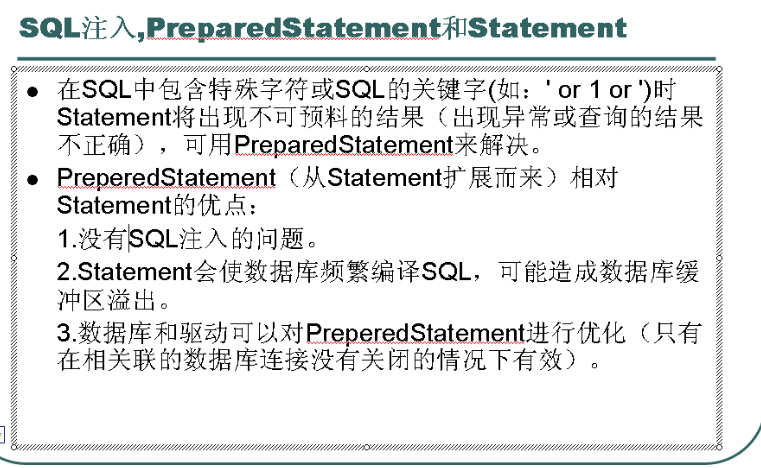 SQL注入,PreparedStatement和Statement
在SQL中包含特殊字符或SQL的关键字(如：' or 1 or ')时
Statement将出现不可预料的结果（出现异常或查询的结果
不正确），可用PreparedStatement来解决。
PreperedStatement（从Statement扩展而来）相对
Statement的优点：
1.没有SQL注入的问题。
2.Statement会使数据库频繁编译SQL，可能造成数据库缓
冲区溢出。
3.数据库和驱动可以对PreperedStatement进行优化（只有
在相关联的数据库连接没有关闭的情况下有效）。